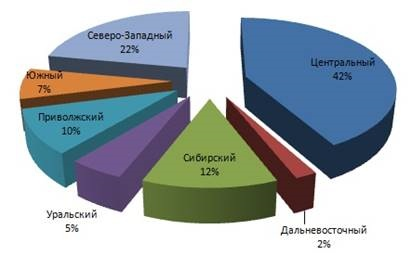 Северо-Западный
22%
Центральный
42%
Южный
7%
Приволжский
10%
Сибирский
12%
Уральский
5%
Дальневосточный
2%